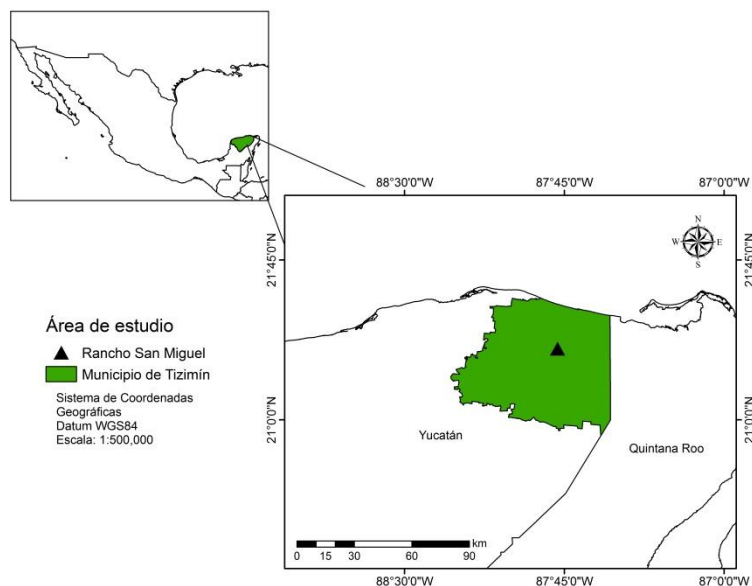 88°30'0"W
87°45'0"W
87°0'0"W
N
W
E
S
21°45'0"N
21°45'0"N
Área de estudio
Rancho San Miguel
Municipio de Tizimín
Sistema de Coordenadas
Geográficas
Datum WGS84
Escala: 1:500,000
21°0'0"N
21°0'0"N
Yucatán
Quintana Roo
km
0 15 30 60 90
88°30'0"W
87°45'0"W
87°0'0"W